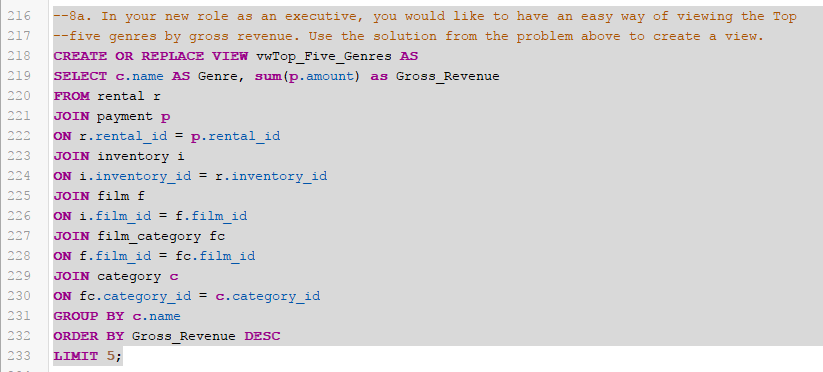 216 --8a. In your new role as an executive, you would like to have an easy way of viewing the Top
217 --five genres by gross revenue. Use the solution from the problem above to create a view.
218 CREATE OR REPLACE VIEW vwTop_Five_Genres AS
219 SELECT c.name AS Genre, sum(p.amount) as Gross_Revenue
220 FROM rental r
221 JOIN payment p
222 ON r.rental_id = p.rental_id
223 JOIN inventory i
224 ON i.inventory_id = r.inventory_id
225 JOIN film f
226 ON i.film_id = f.film_id
227 JOIN film_category fc
228 ON f.film_id = fc.film_id
229 JOIN category c
230 ON fc.category_id = c.category_id
231 GROUP BY c.name
232 ORDER BY Gross_Revenue DESC
233 LIMIT 5;